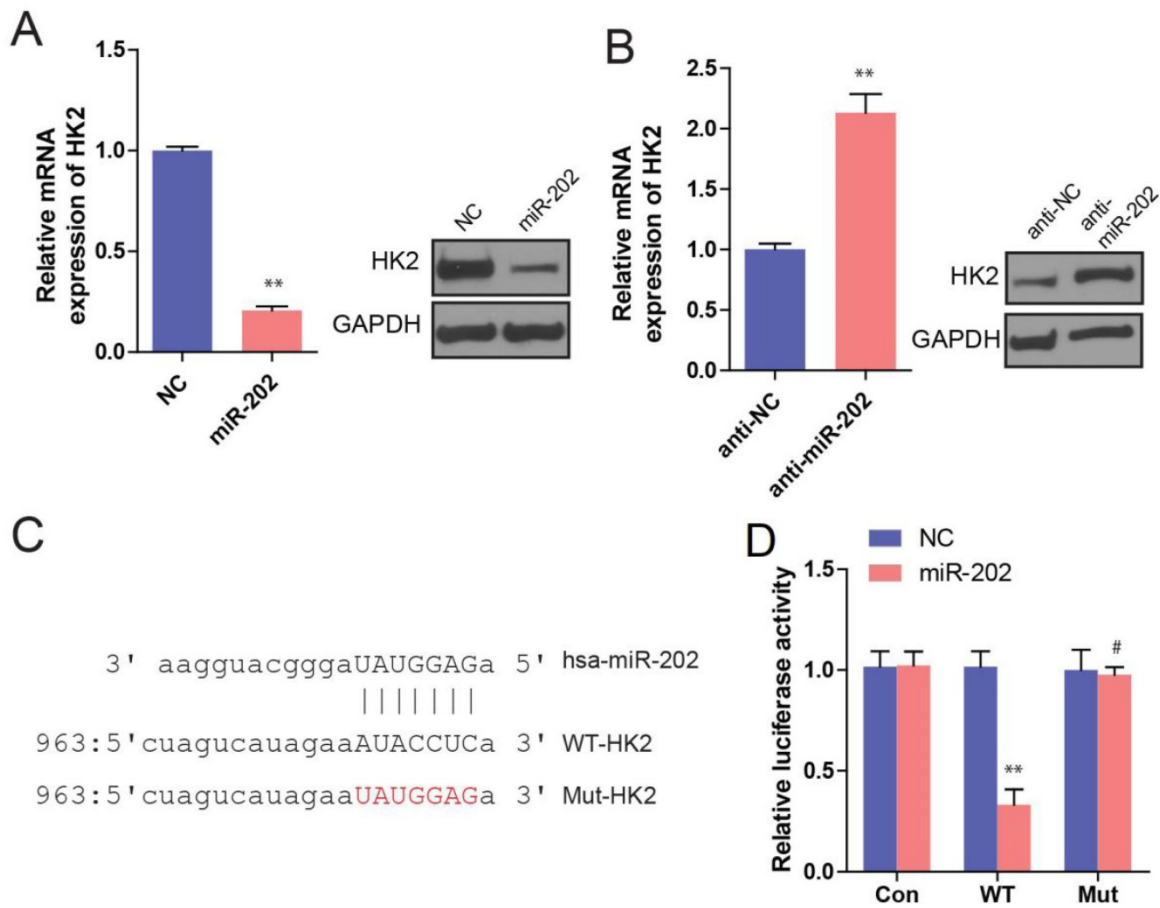 A
Relative mRNA
expression of HK2
1.5
1.0
0.5
0.0
**
NC
miR-202
NC
miR-202
HK2
GAPDH
B
Relative mRNA
expression of HK2
2.5
2.0
1.5
1.0
0.5
0.0
**
anti-NC
anti-miR-202
anti-NC
anti-
miR-202
HK2
GAPDH
C
3' aagguacgggaUAUGGAGa 5' hsa-miR-202
963:5'cuagucauagaaAUACCUCa 3' WT-HK2
963:5'cuagucauagaaUAUGGAGa 3' Mut-HK2
D
NC
miR-202
Relative luciferase activity
1.5
1.0
0.5
0.0
**
#
Con
WT
Mut